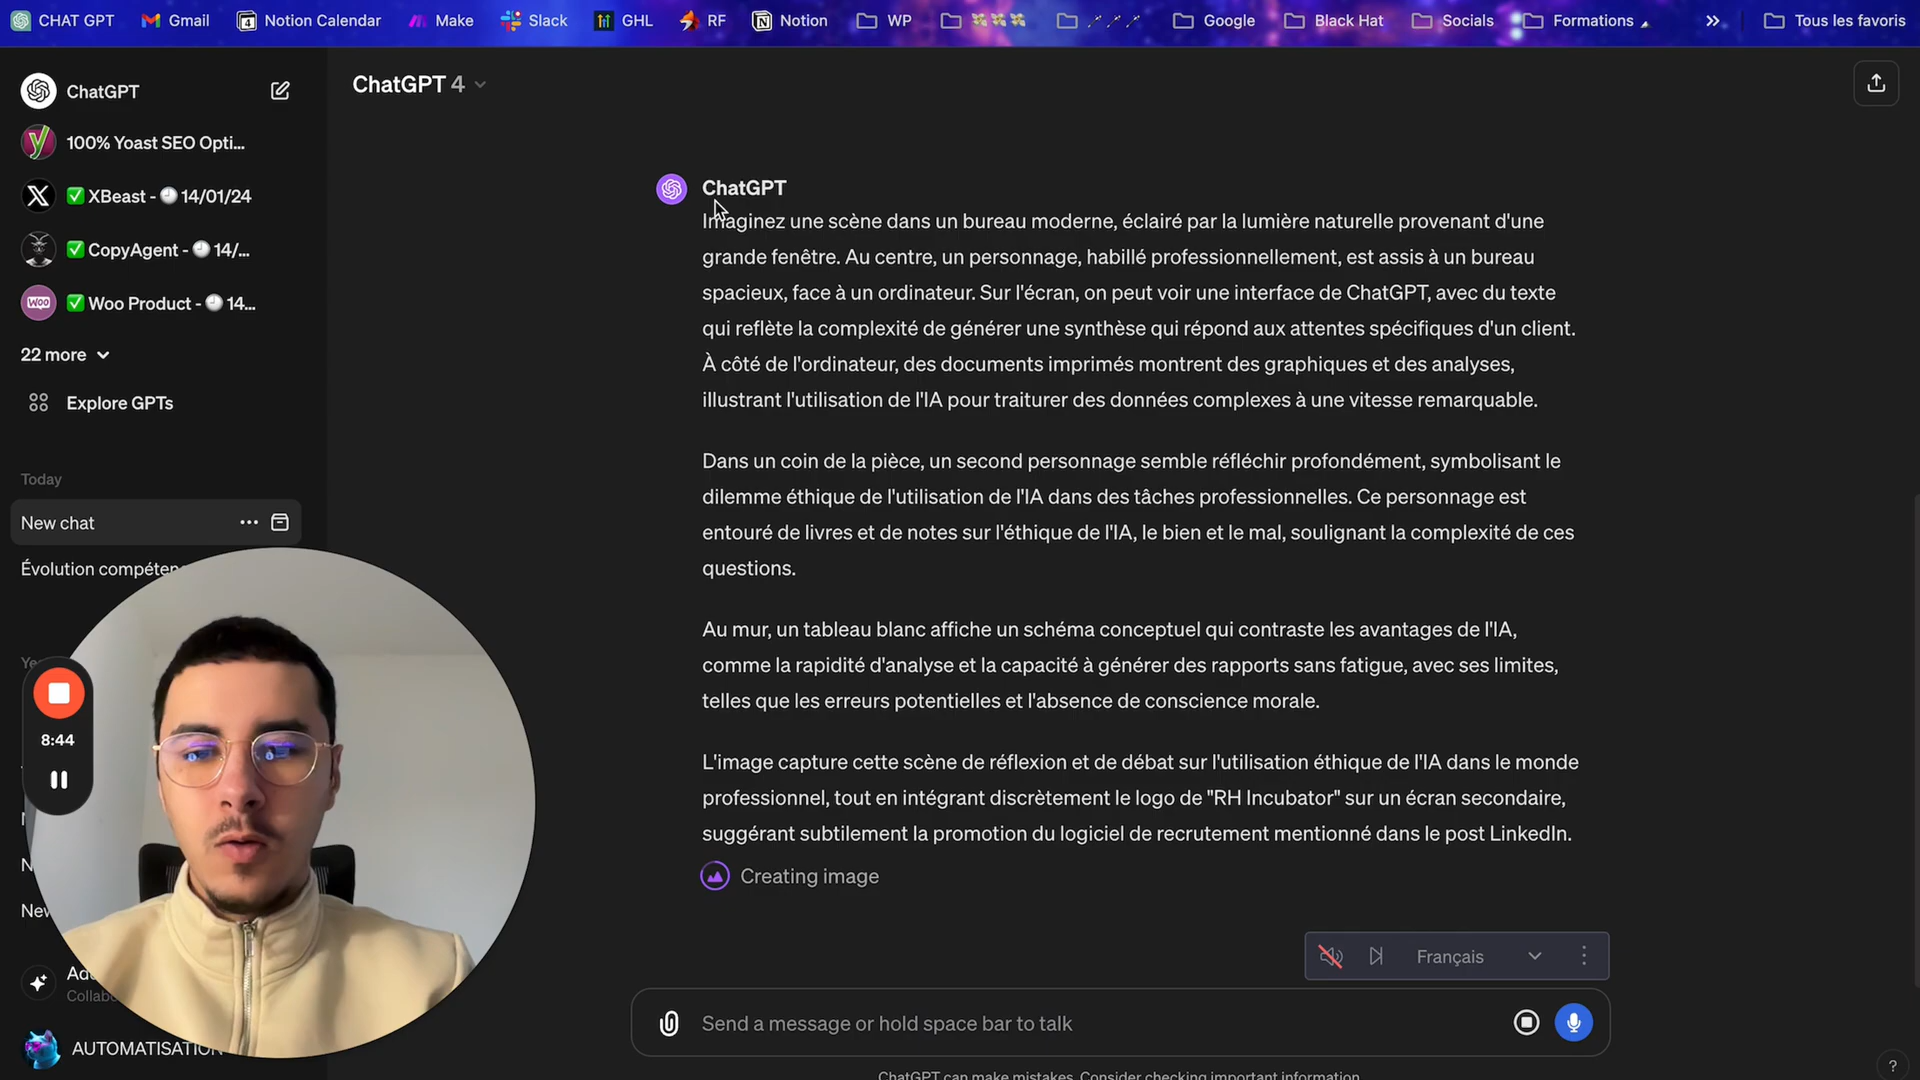 CHAT GPT
Gmail
Notion Calendar
Make
Slack
GHL
RF
Notion
WP
Google
Black Hat
Socials
Formations
Tous les favoris
ChatGPT
100% Yoast SEO Opti...
✅ XBeast - 🕘 14/01/24
✅ CopyAgent - 🕘 14/...
✅ Woo Product - 🕘 14...
22 more
Explore GPTs
Today
New chat
Évolution compéten
8:44
AUTOMATISATION
ChatGPT 4
ChatGPT
Imaginez une scène dans un bureau moderne, éclairé par la lumière naturelle provenant d'une
grande fenêtre. Au centre, un personnage, habillé professionnellement, est assis à un bureau
spacieux, face à un ordinateur. Sur l'écran, on peut voir une interface de ChatGPT, avec du texte
qui reflète la complexité de générer une synthèse qui répond aux attentes spécifiques d'un client.
À côté de l'ordinateur, des documents imprimés montrent des graphiques et des analyses,
illustrant l'utilisation de l'IA pour traiturer des données complexes à une vitesse remarquable.
Dans un coin de la pièce, un second personnage semble réfléchir profondément, symbolisant le
dilemme éthique de l'utilisation de l'IA dans des tâches professionnelles. Ce personnage est
entouré de livres et de notes sur l'éthique de l'IA, le bien et le mal, soulignant la complexité de ces
questions.
Au mur, un tableau blanc affiche un schéma conceptuel qui contraste les avantages de l'IA,
comme la rapidité d'analyse et la capacité à générer des rapports sans fatigue, avec ses limites,
telles que les erreurs potentielles et l'absence de conscience morale.
L'image capture cette scène de réflexion et de débat sur l'utilisation éthique de l'IA dans le monde
professionnel, tout en intégrant discrètement le logo de "RH Incubator" sur un écran secondaire,
suggérant subtilement la promotion du logiciel de recrutement mentionné dans le post LinkedIn.
Creating image
Français
Send a message or hold space bar to talk
ChatGPT can make mistakes. Consider checking important information.